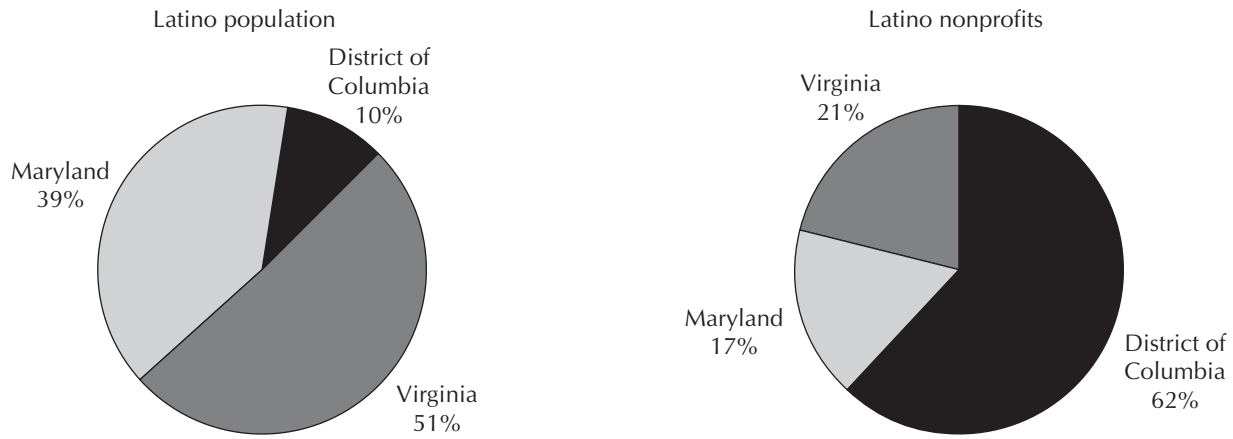 Latino population
District of
Columbia
10%
Maryland
39%
Virginia
51%
Latino nonprofits
Virginia
21%
Maryland
17%
District of
Columbia
62%